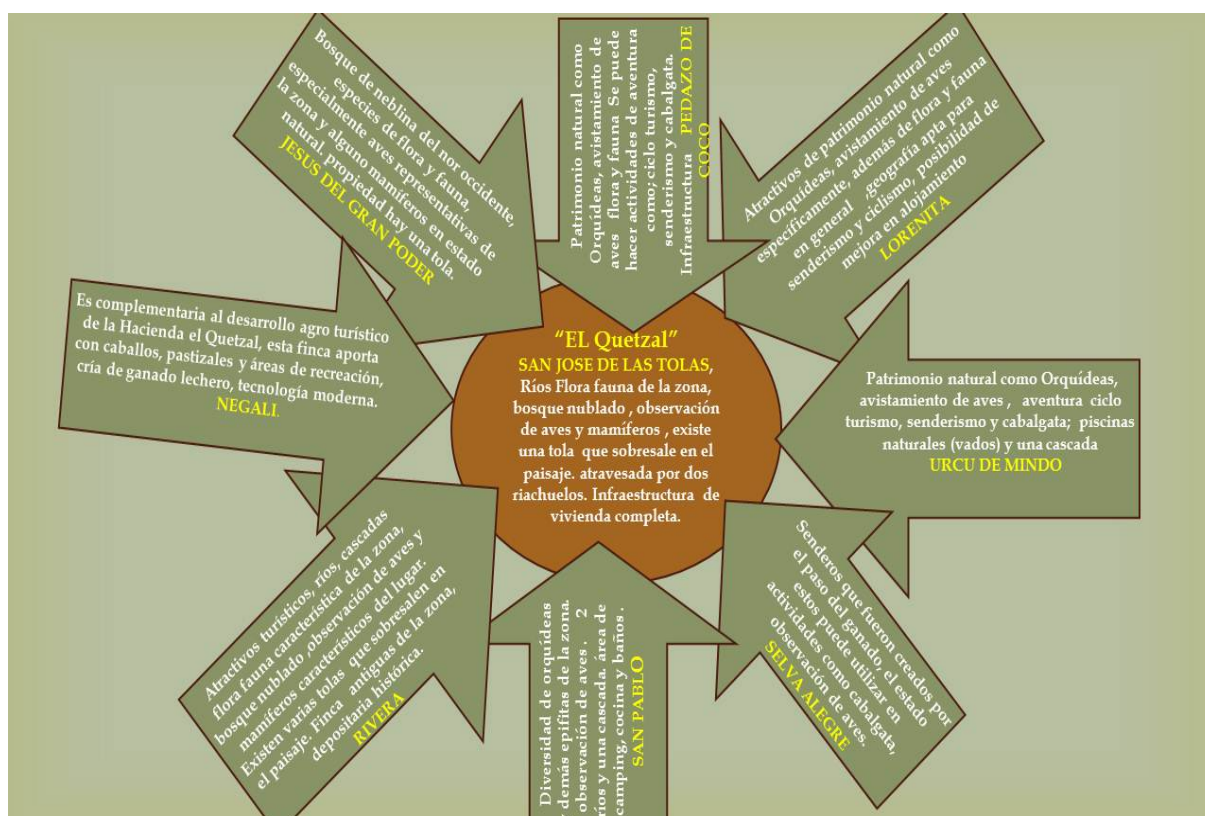 Bosque de neblina del nor occidente,
especies de flora y fauna,
especialmente aves representativas de
la zona y alguno mamíferos en estado
natural, propiedad hay una tola.
JESUS DEL GRAN PODER
Patrimonio natural como
Orquídeas, avistamiento de
aves flora y fauna Se puede
hacer actividades de aventura
como; ciclo turismo,
senderismo y cabalgata.
Infraestructura PEDAZO DE
COCO
Atractivos de patrimonio natural como
Orquídeas, avistamiento de aves
específicamente, además de flora y fauna
en general ,geografía apta para
senderismo y ciclismo, posibilidad de
mejora en alojamiento
LORENITA
Es complementaria al desarrollo agro turístico
de la Hacienda el Quetzal, esta finca aporta
con caballos, pastizales y áreas de recreación,
cría de ganado lechero, tecnología moderna.
NEGALI.
“EL Quetzal”
SAN JOSE DE LAS TOLAS,
Ríos Flora fauna de la zona,
bosque nublado , observación
de aves y mamíferos , existe
una tola que sobresale en el
paisaje. atravesada por dos
riachuelos. Infraestructura de
vivienda completa.
Patrimonio natural como Orquídeas,
avistamiento de aves , aventura ciclo
turismo, senderismo y cabalgata; piscinas
naturales (vados) y una cascada
URCU DE MINDO
Atractivos turísticos, ríos, cascadas
flora fauna característica de la zona,
bosque nublado ,observación de aves y
mamíferos característicos del lugar.
Existen varias tolas que sobresalen en
el paisaje. Finca antiguas de la zona,
depositaria histórica.
RIVERA
Diversidad de orquídeas
demás epifitas de la zona.
observación de aves . 2
ríos y una cascada. área de
camping, cocina y baños .
SAN PABLO
Senderos que fueron creados por
el paso del ganado, el estado
estos puede utilizar en
actividades como cabalgata,
observación de aves.
SELVA ALEGRE